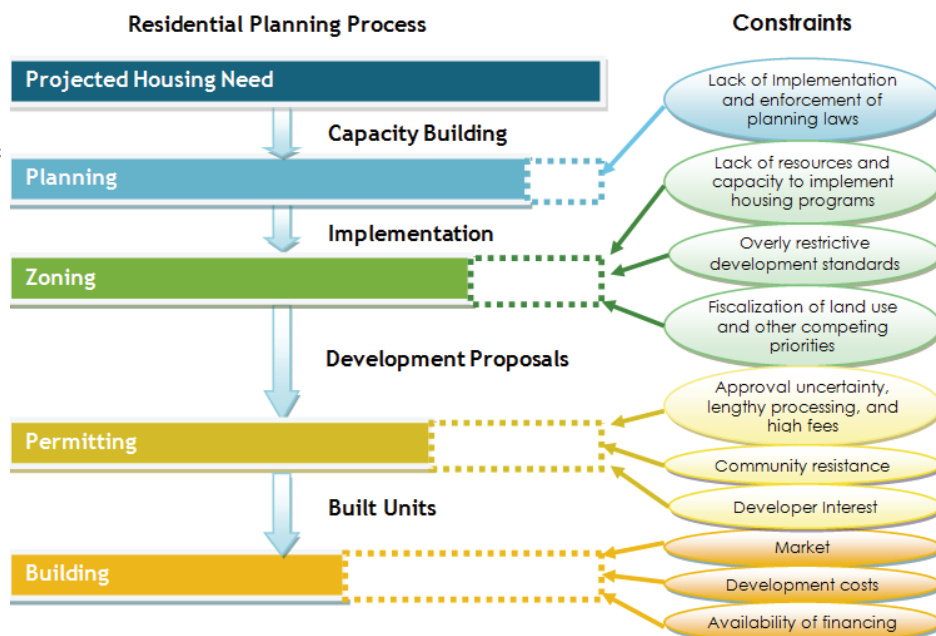 Residential Planning Process
Constraints
Projected Housing Need
Lack of Implementation
and enforcement of
planning laws
Capacity Building
Planning
Lack of resources and
capacity to implement
housing programs
Implementation
Overly restrictive
development standards
Zoning
Fiscalization of land use
and other competing
priorities
Development Proposals
Approval uncertainty,
lengthy processing, and
high fees
Permitting
Community resistance
Built Units
Developer Interest
Market
Building
Development costs
Availability of financing